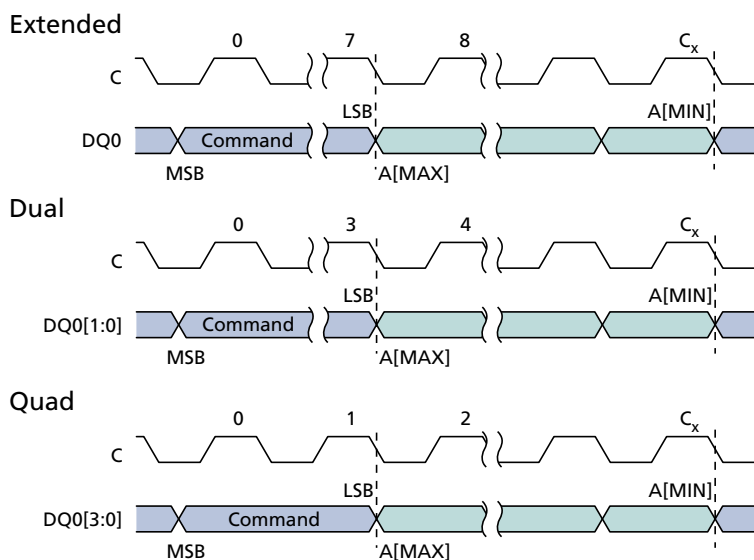 Extended
0 7 8 Cx
C
LSB A[MIN]
DQ0 Command
MSB A[MAX]
Dual
0 3 4 Cx
C
LSB A[MIN]
DQ0[1:0] Command
MSB A[MAX]
Quad
0 1 2 Cx
C
LSB A[MIN]
DQ0[3:0] Command
MSB A[MAX]